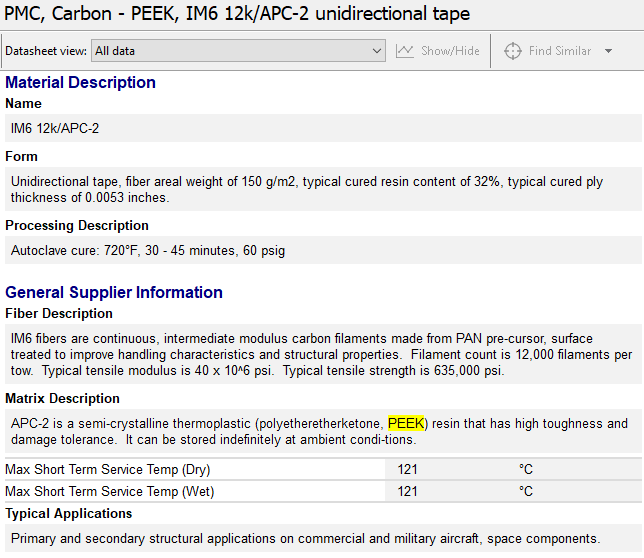 PMC, Carbon - PEEK, IM6 12k/APC-2 unidirectional tape
Datasheet view: All data Show/Hide Find Similar
Material Description
Name
IM6 12k/APC-2
Form
Unidirectional tape, fiber areal weight of 150 g/m2, typical cured resin content of 32%, typical cured ply
thickness of 0.0053 inches.
Processing Description
Autoclave cure: 720°F, 30 - 45 minutes, 60 psig
General Supplier Information
Fiber Description
IM6 fibers are continuous, intermediate modulus carbon filaments made from PAN pre-cursor, surface
treated to improve handling characteristics and structural properties. Filament count is 12,000 filaments per
tow. Typical tensile modulus is 40 x 10^6 psi. Typical tensile strength is 635,000 psi.
Matrix Description
APC-2 is a semi-crystalline thermoplastic (polyetheretherketone, PEEK) resin that has high toughness and
damage tolerance. It can be stored indefinitely at ambient condi-tions.
Max Short Term Service Temp (Dry) 121 °C
Max Short Term Service Temp (Wet) 121 °C
Typical Applications
Primary and secondary structural applications on commercial and military aircraft, space components.